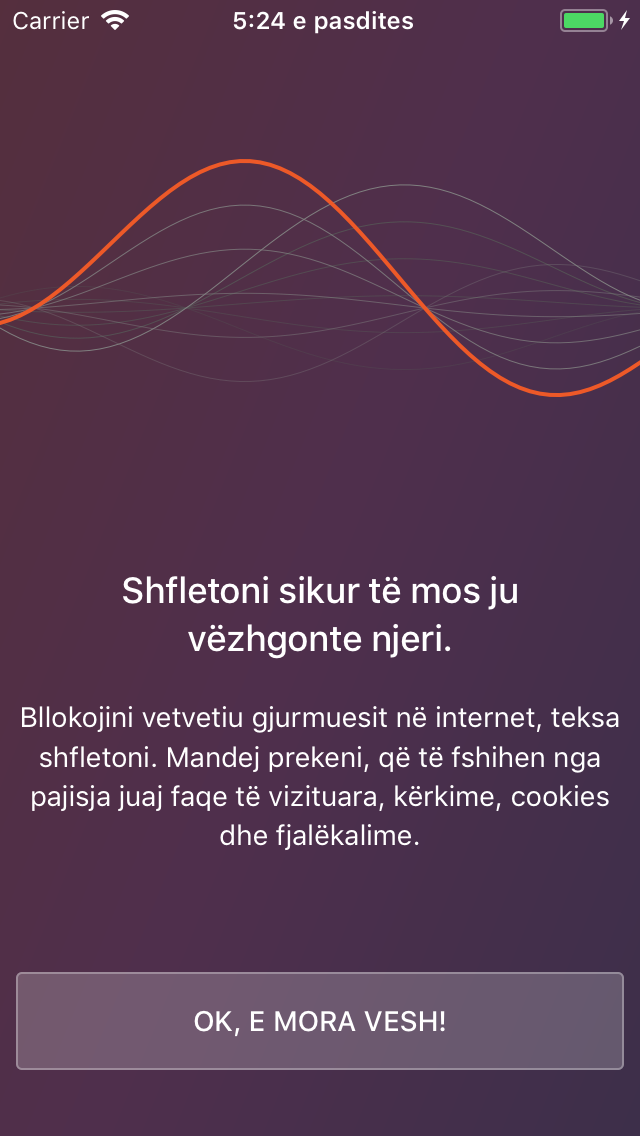 Carrier 5:24 e pasdites
Shfletoni sikur të mos ju
vëzhgonte njeri.
Bllokojini vetvetiu gjurmuesit në internet, teksa
shfletoni. Mandej prekeni, që të fshihen nga
pajisja juaj faqe të vizituara, kërkime, cookies
dhe fjalëkalime.
OK, E MORA VESH!